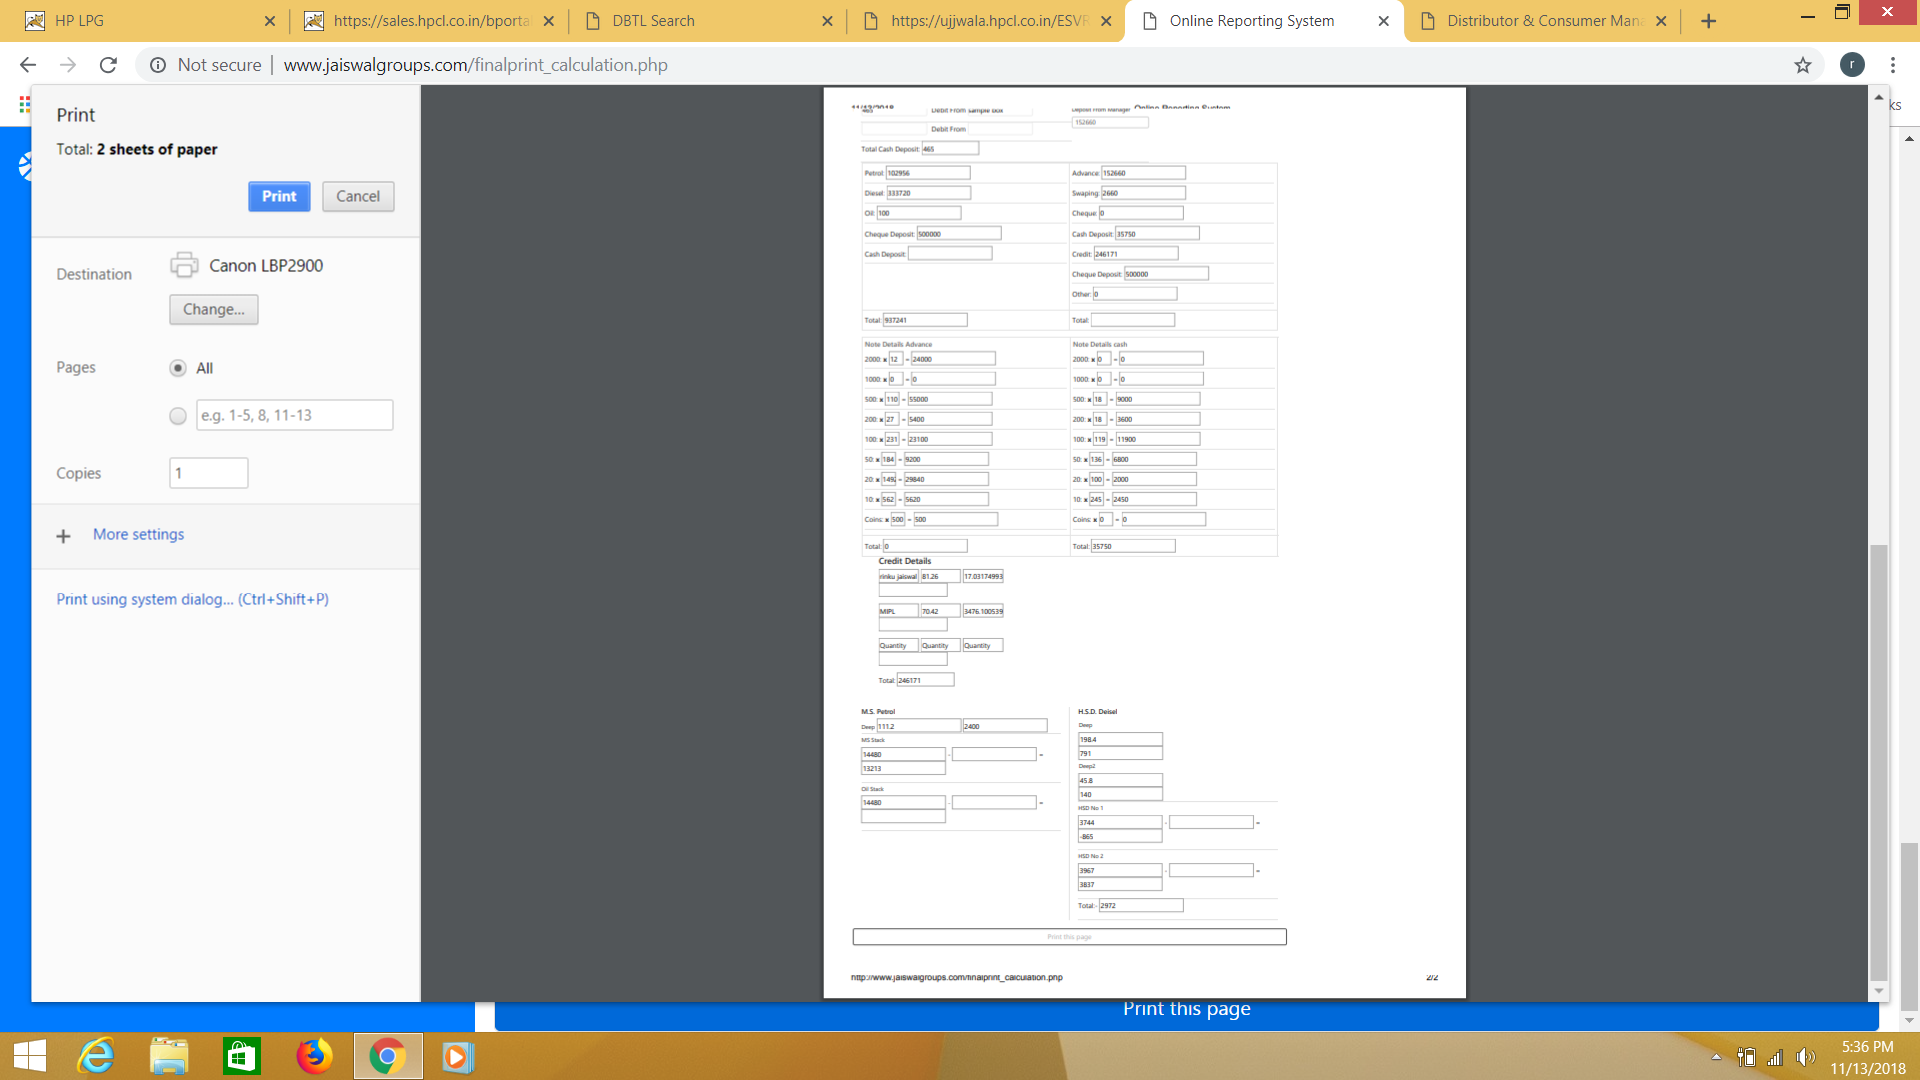 HP LPG
https://sales.hpcl.co.in/bporta
DBTL Search
https://ujjwala.hpcl.co.in/ESVR
Online Reporting System
Distributor & Consumer Mana
Not secure | www.jaiswalgroups.com/finalprint_calculation.php
r
ks
Print
Total: 2 sheets of paper
Print Cancel
Destination Canon LBP2900
Change...
Pages All
e.g. 1-5, 8, 11-13
Copies 1
+ More settings
Print using system dialog... (Ctrl+Shift+P)
11/13/2018 Online Reporting System
465 Debit From sample box Deposit From Manager
Debit From 152660
Total Cash Deposit: 465
Petrol: 102956 Advance: 152660
Diesel: 333720 Swaping: 2660
Oil: 100 Cheque: 0
Cheque Deposit: 500000 Cash Deposit: 35750
Cash Deposit: Credit: 246171
Cheque Deposit: 500000
Other: 0
Total: 937241 Total:
Note Details Advance Note Details cash
2000: x 12 = 24000 2000: x 0 = 0
1000: x 0 = 0 1000: x 0 = 0
500: x 110 = 55000 500: x 18 = 9000
200: x 27 = 5400 200: x 18 = 3600
100: x 231 = 23100 100: x 119 = 11900
50: x 184 = 9200 50: x 136 = 6800
20: x 1492 = 29840 20: x 100 = 2000
10: x 562 = 5620 10: x 245 = 2450
Coins: x 500 = 500 Coins: x 0 = 0
Total: 0 Total: 35750
Credit Details
rinku jaiswal 81.26 17.03174993
MIPL 70.42 3476.100539
Quantity Quantity Quantity
Total: 246171
M.S. Petrol H.S.D. Deisel
Deep 111.2 2400 Deep
MS Stack 198.4
14480 - = 791
13213 Deep2
Oil Stack 45.8
14480 - = 140
HSD No 1
3744 - =
-865
HSD No 2
3967 - =
3837
Total:- 2972
Print this page
http://www.jaiswalgroups.com/finalprint_calculation.php 2/2
Print this page
5:36 PM
11/13/2018